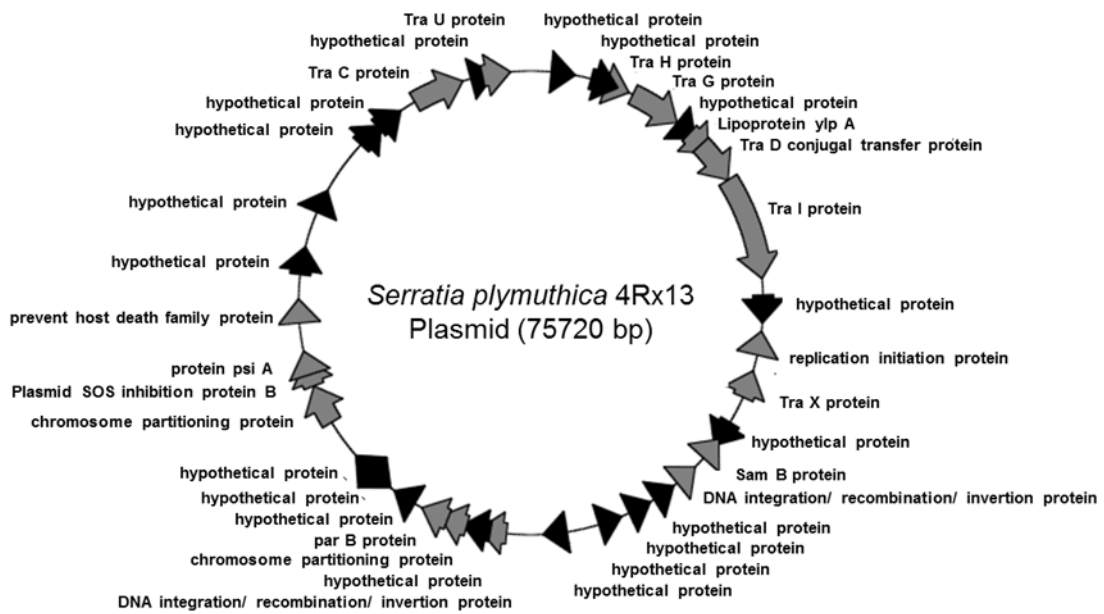 Tra U protein
hypothetical protein
Tra C protein
hypothetical protein
hypothetical protein
hypothetical protein
hypothetical protein
prevent host death family protein
protein psi A
Plasmid SOS inhibition protein B
chromosome partitioning protein
hypothetical protein
hypothetical protein
hypothetical protein
par B protein
chromosome partitioning protein
hypothetical protein
DNA integration/ recombination/ invertion protein
Serratia plymuthica 4Rx13
Plasmid (75720 bp)
hypothetical protein
hypothetical protein
Tra H protein
Tra G protein
hypothetical protein
Lipoprotein ylp A
Tra D conjugal transfer protein
Tra I protein
hypothetical protein
replication initiation protein
Tra X protein
hypothetical protein
Sam B protein
DNA integration/ recombination/ invertion protein
hypothetical protein
hypothetical protein
hypothetical protein
hypothetical protein